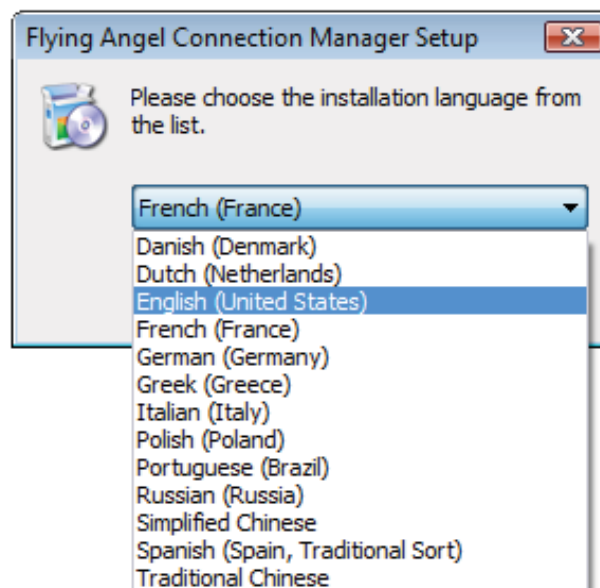 Flying Angel Connection Manager Setup
Please choose the installation language from
the list.
French (France)
Danish (Denmark)
Dutch (Netherlands)
English (United States)
French (France)
German (Germany)
Greek (Greece)
Italian (Italy)
Polish (Poland)
Portuguese (Brazil)
Russian (Russia)
Simplified Chinese
Spanish (Spain, Traditional Sort)
Traditional Chinese